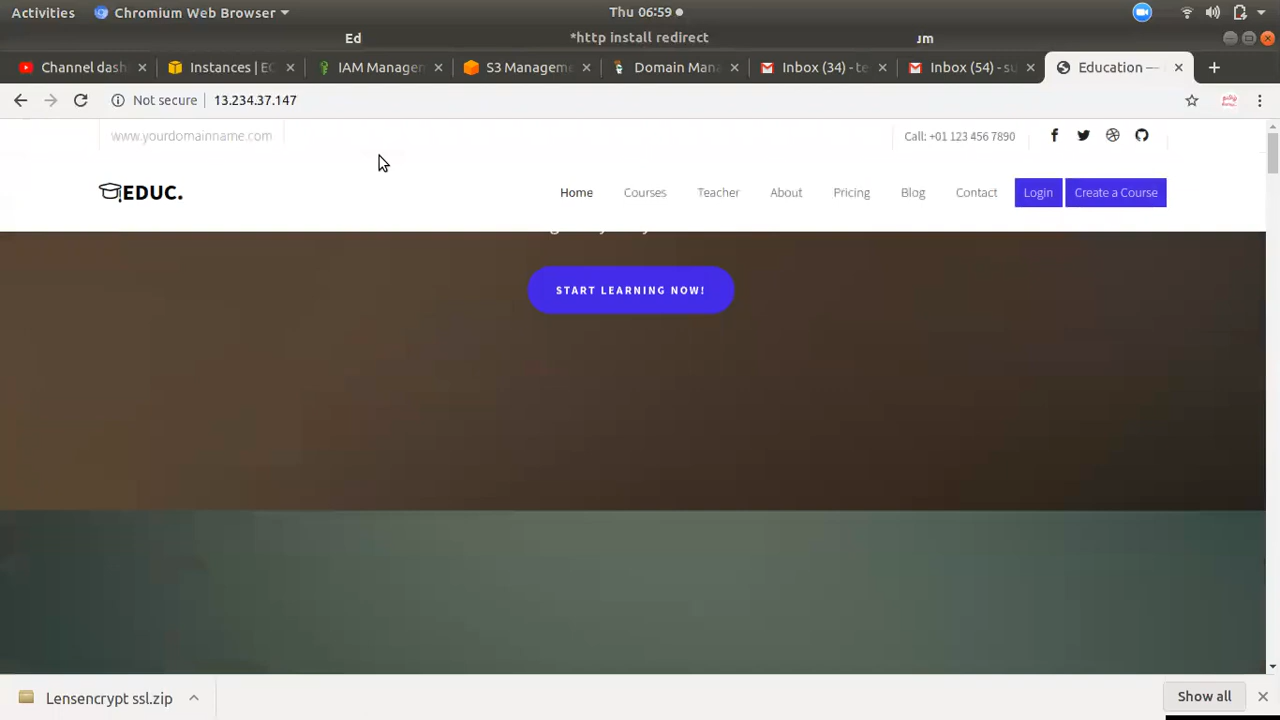 Activities
Chromium Web Browser
Thu 06:59
Ed
*http install redirect
Channel dash
Instances | EC
IAM Manager
S3 Manageme
Domain Mana
Inbox (34) - te
Inbox (54) - su
Education —
Not secure
13.234.37.147
www.yourdomainname.com
Call: +01 123 456 7890
EDUC.
Home
Courses
Teacher
About
Pricing
Blog
Contact
Login
Create a Course
START LEARNING NOW!
Lensencrypt ssl.zip
Show all